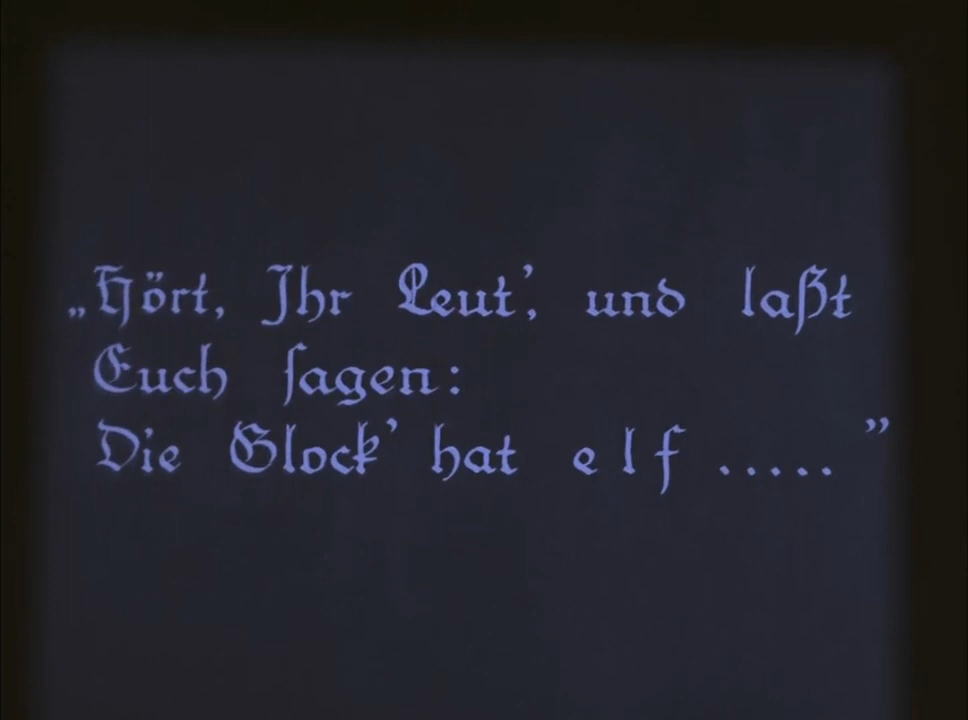 „Hört, Ihr Leut', und laßt
Euch ſagen:
Die Glock' hat elf ....."